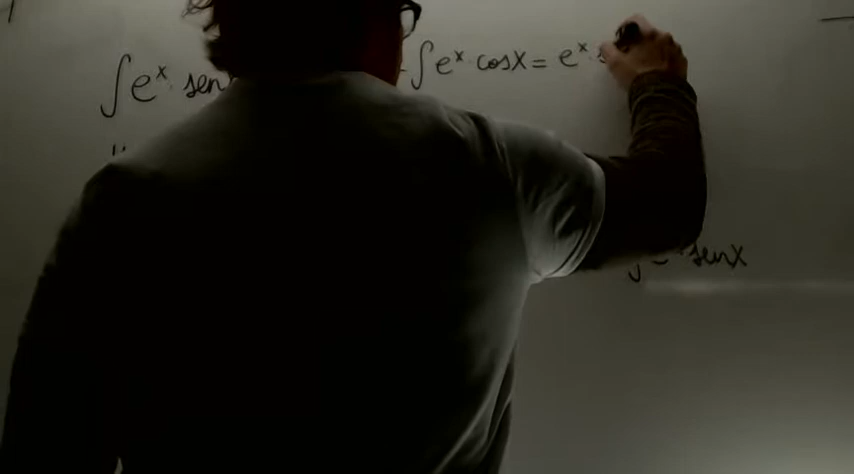 ∫e^x sen - ∫e^x cosx = e^x · s
senx